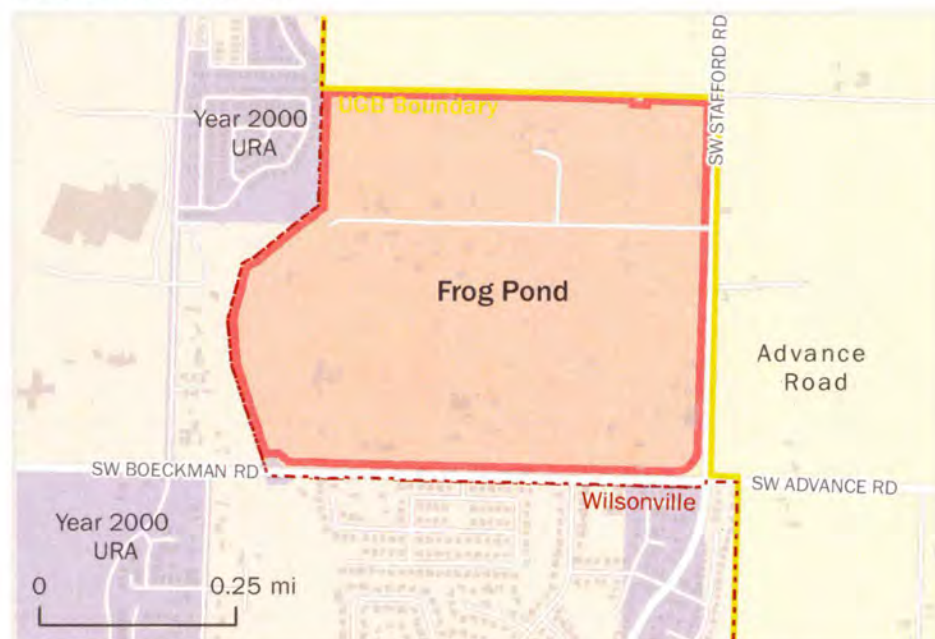 Year 2000
URA
UGB Boundary
SW STAFFORD RD
Frog Pond
Advance
Road
SW BOECKMAN RD
Wilsonville
SW ADVANCE RD
Year 2000
URA
0
0.25 mi